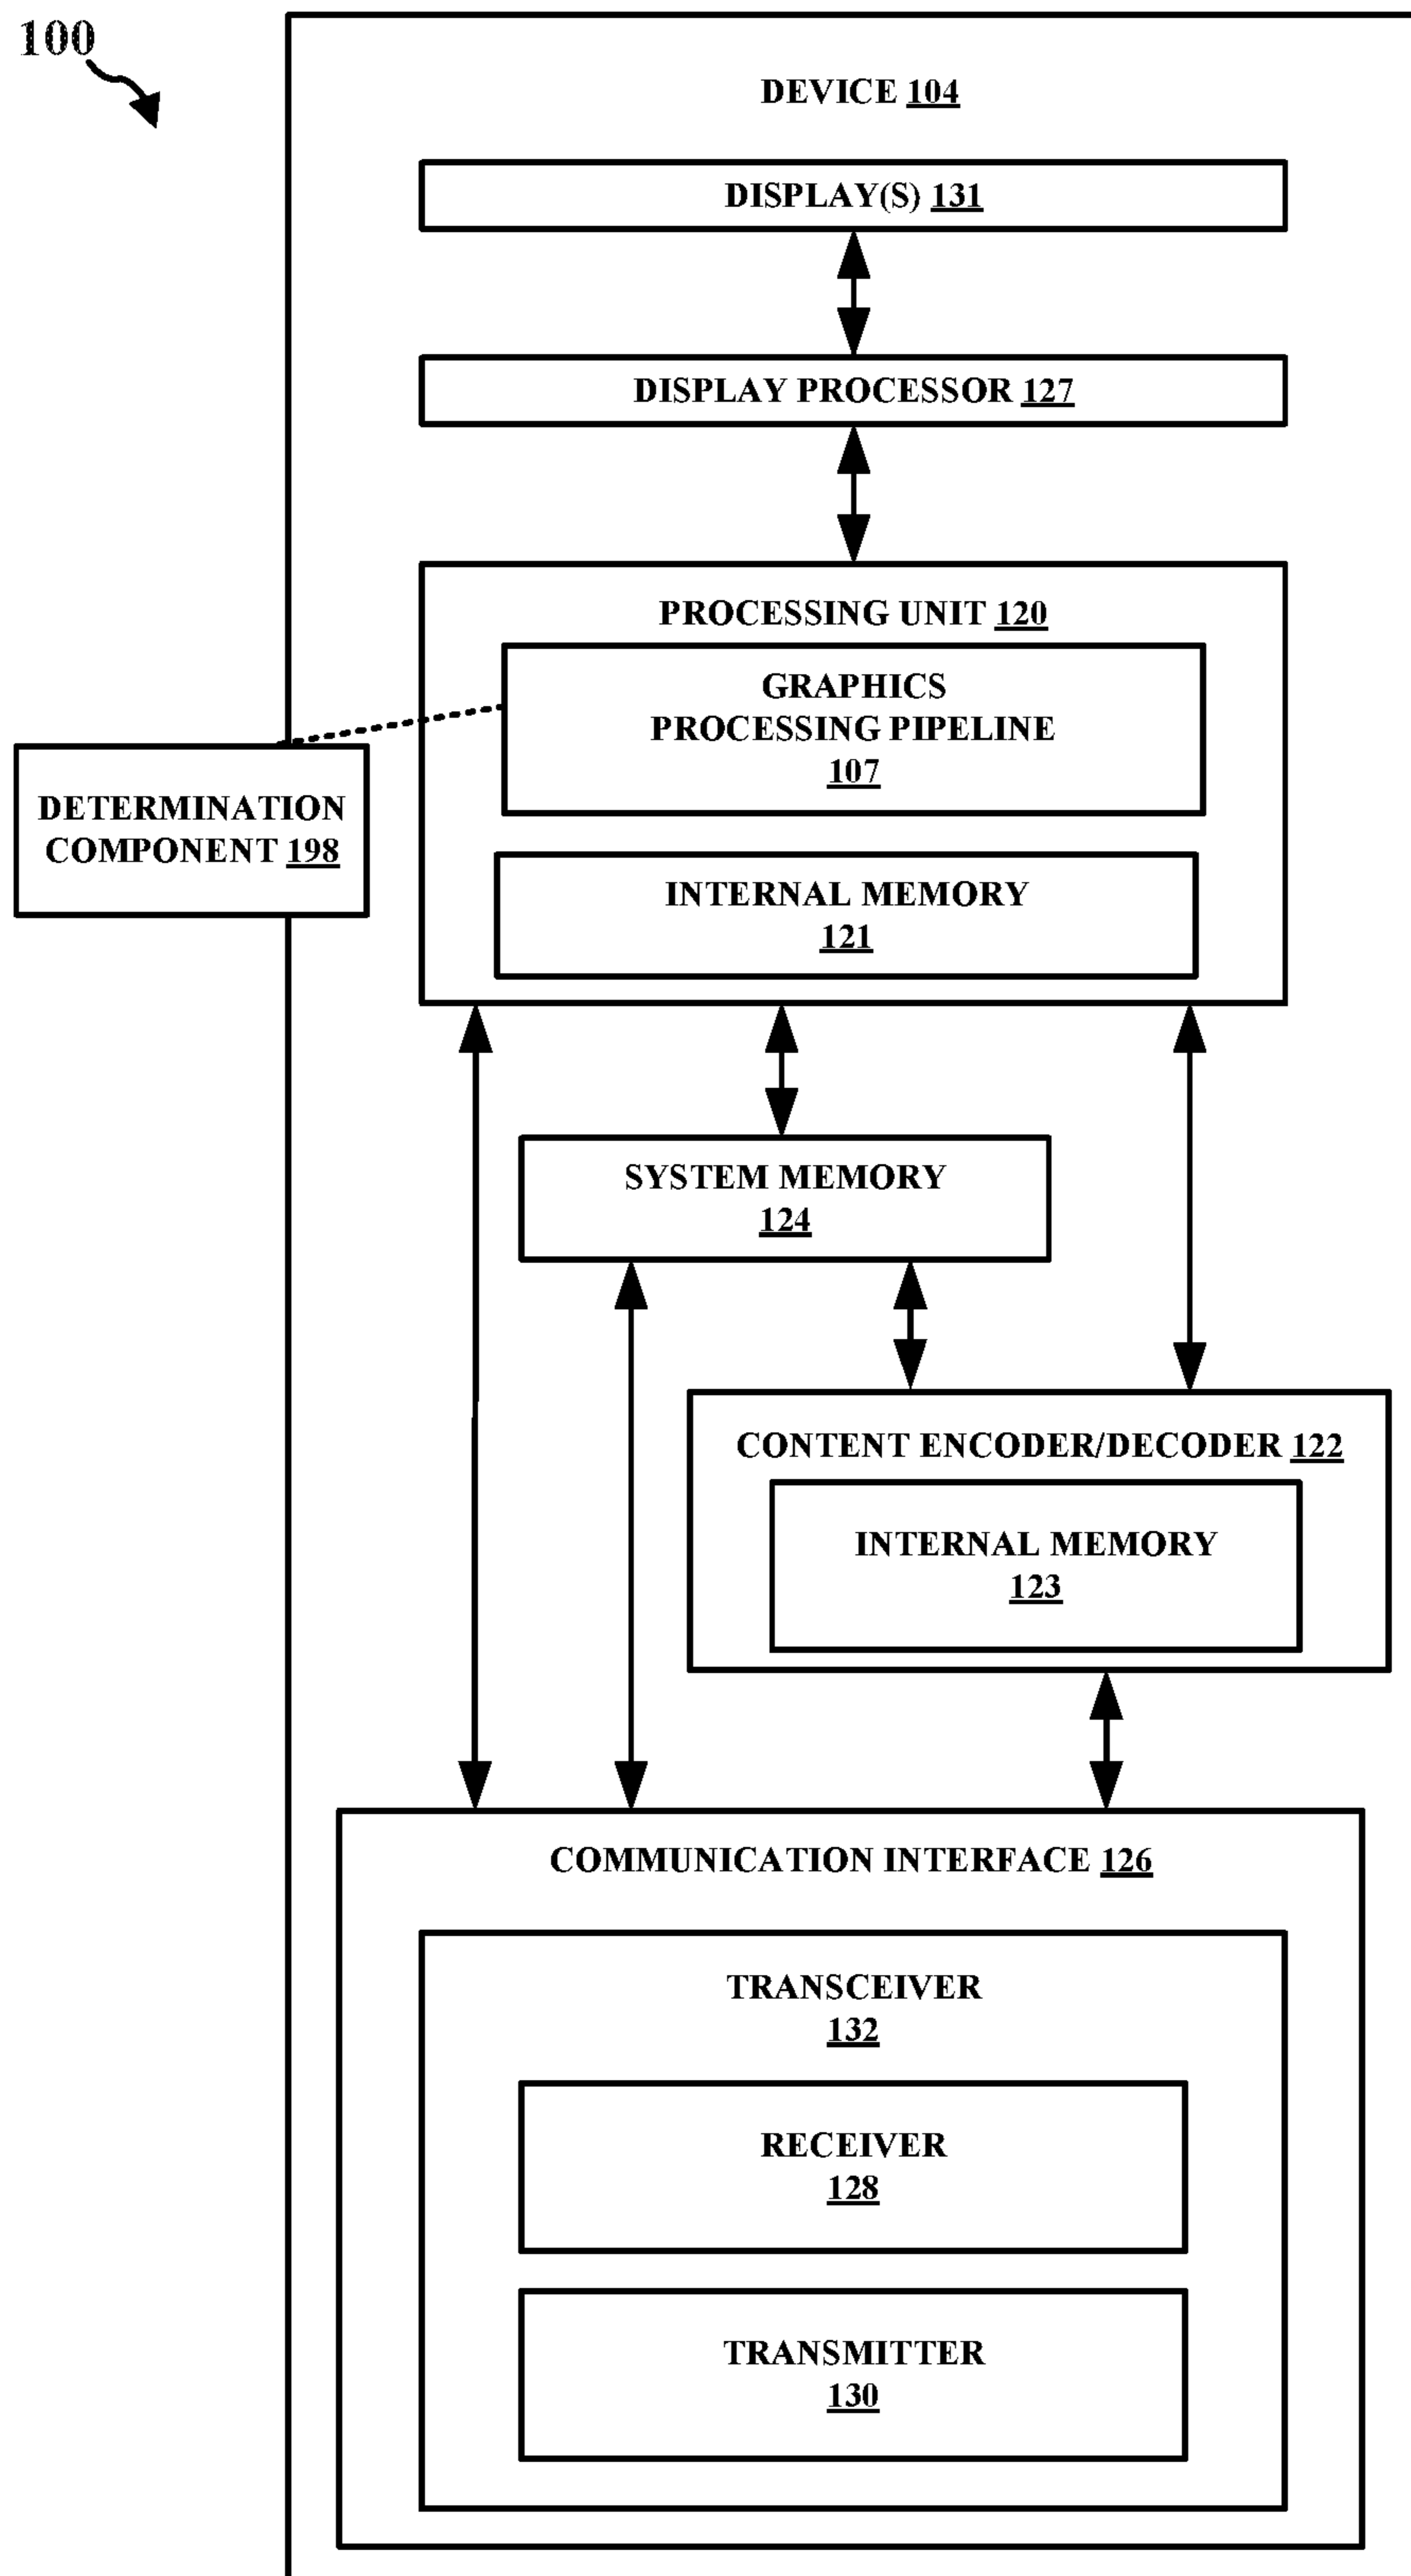 100
DEVICE 104
DISPLAY(S) 131
DISPLAY PROCESSOR 127
PROCESSING UNIT 120
GRAPHICS
PROCESSING PIPELINE
107
DETERMINATION
COMPONENT 198
INTERNAL MEMORY
121
SYSTEM MEMORY
124
CONTENT ENCODER/DECODER 122
INTERNAL MEMORY
123
COMMUNICATION INTERFACE 126
TRANSCEIVER
132
RECEIVER
128
TRANSMITTER
130